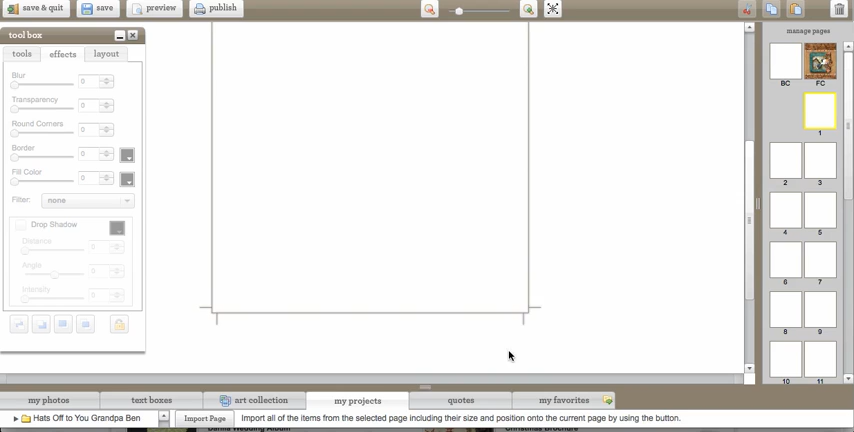 save & quit save preview publish
tool box
manage pages
tools effects layout
BC FC
Blur 0
Transparency 0
1
Round Corners 0
Border 0
Fill Color 0
2 3
Filter: none
Drop Shadow
4 5
Distance 0
Angle 0
Intensity 0
6 7
8 9
10 11
my photos text boxes art collection my projects quotes my favorites
Hats Off to You Grandpa Ben Import Page Import all of the items from the selected page including their size and position onto the current page by using the button.